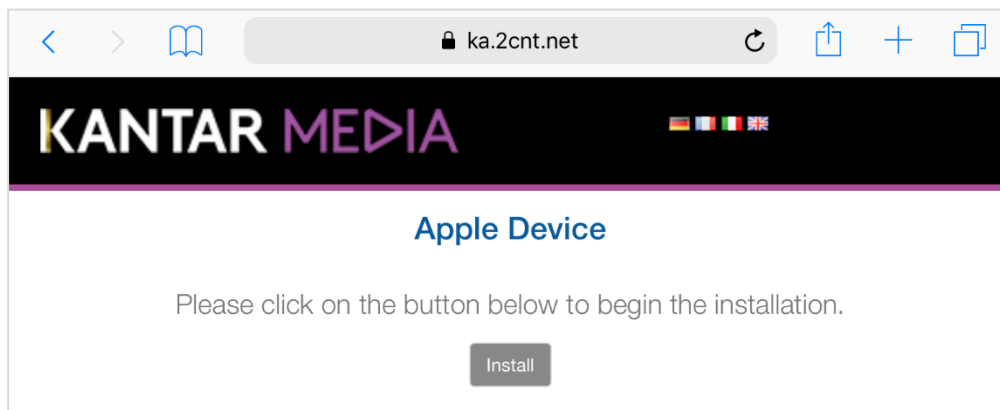 ka.2cnt.net
KANTAR MEDIA
Apple Device
Please click on the button below to begin the installation.
Install